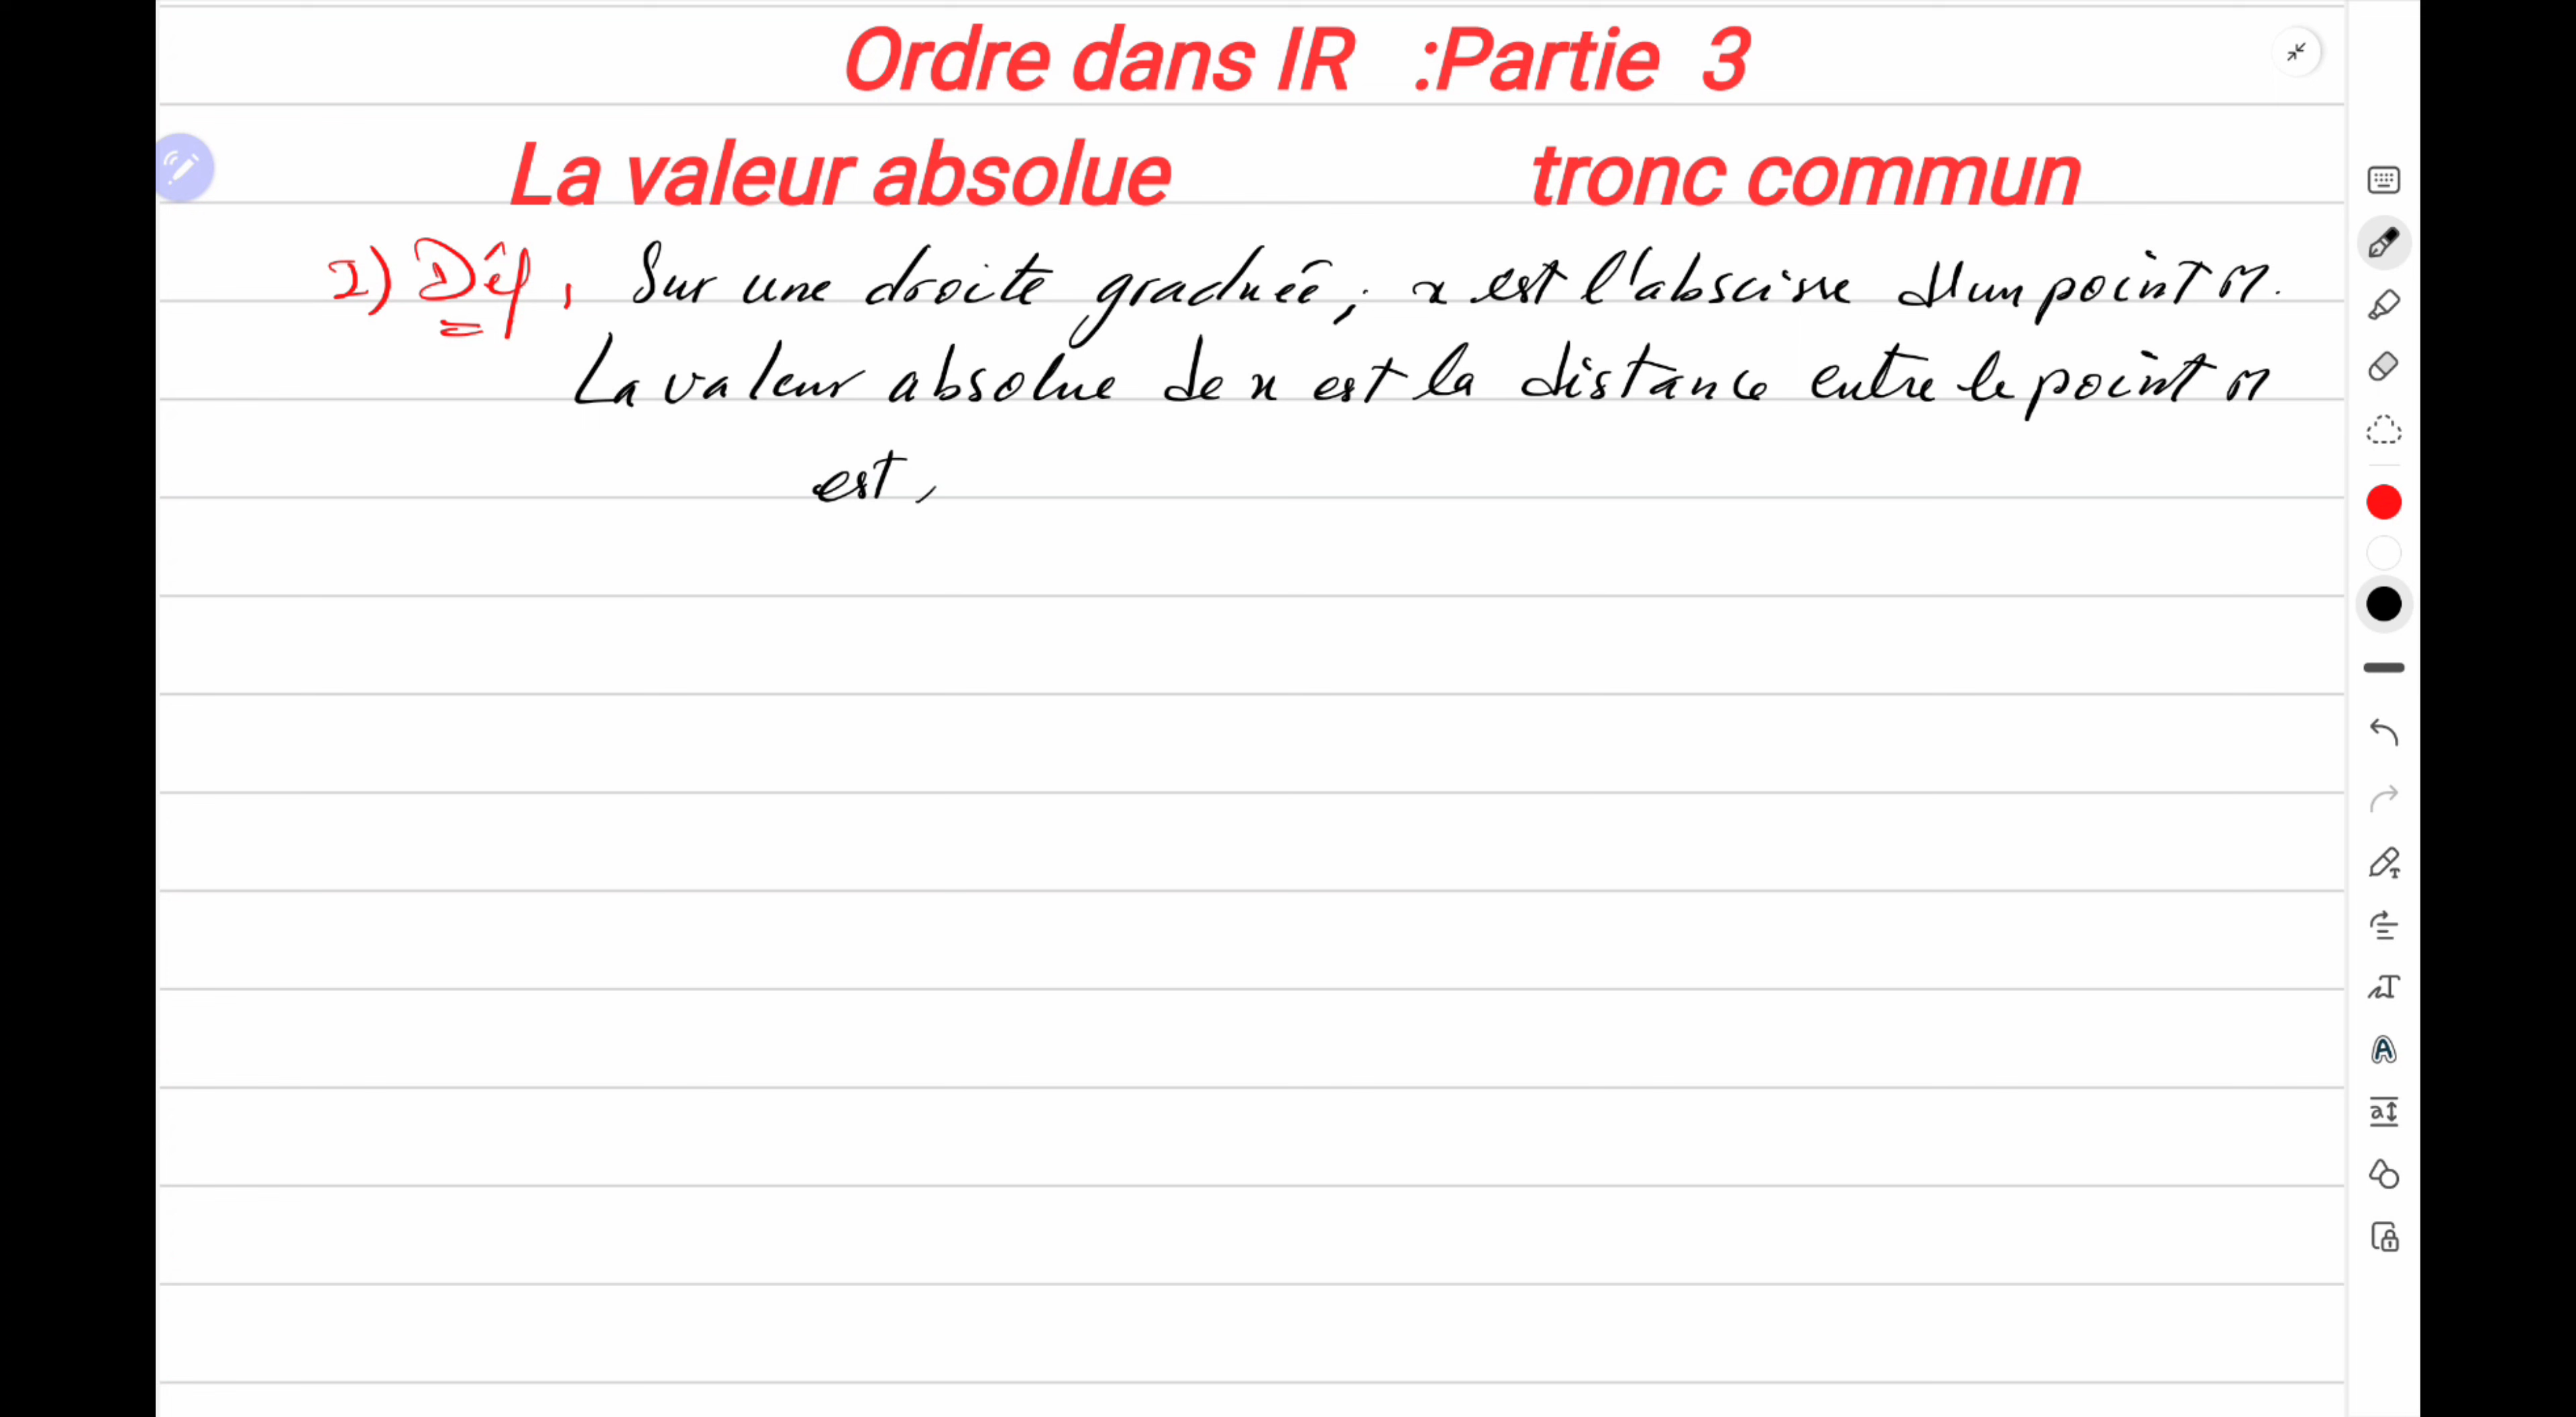 Ordre dans IR :Partie 3
La valeur absolue tronc commun
2) Déf, Sur une droite graduée, x est l'abscisse d'un point M.
La valeur absolue de x est la distance entre le point M
est,